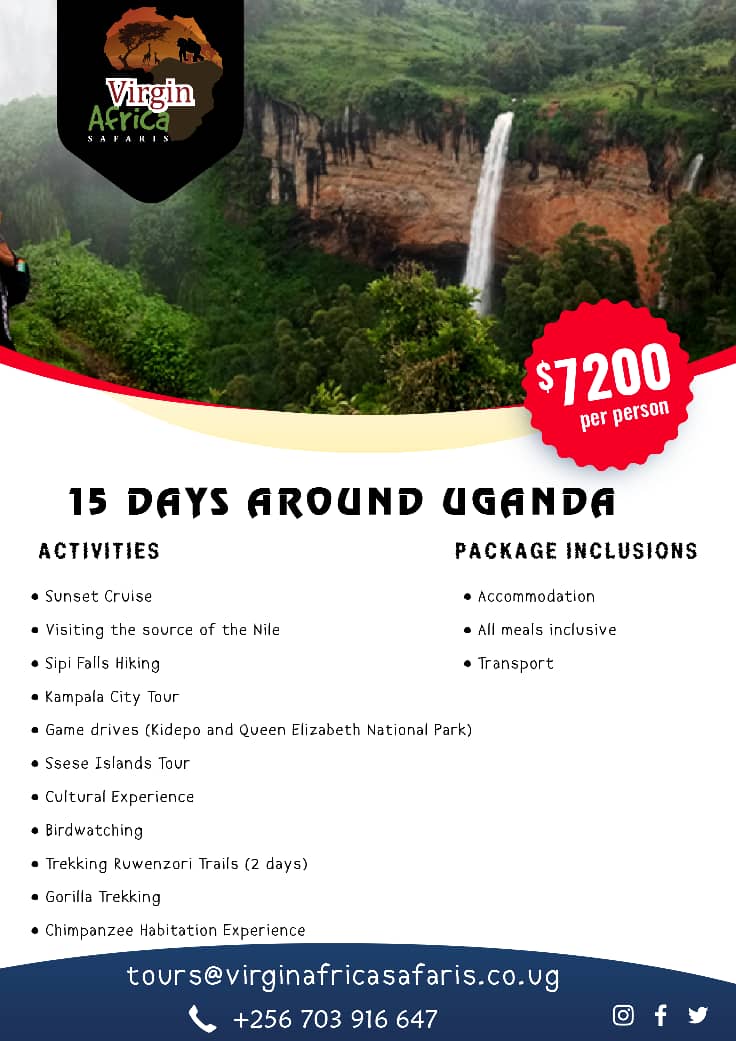 Virgin
Africa
SAFARIS
$7200
per person
15 DAYS AROUND UGANDA
ACTIVITIES
• Sunset Cruise
• Visiting the source of the Nile
• Sipi Falls Hiking
• Kampala City Tour
• Game drives (Kidepo and Queen Elizabeth National Park)
• Ssese Islands Tour
• Cultural Experience
• Birdwatching
• Trekking Ruwenzori Trails (2 days)
• Gorilla Trekking
• Chimpanzee Habitation Experience
PACKAGE INCLUSIONS
• Accommodation
• All meals inclusive
• Transport
tours@virginafricasafaris.co.ug
+256 703 916 647